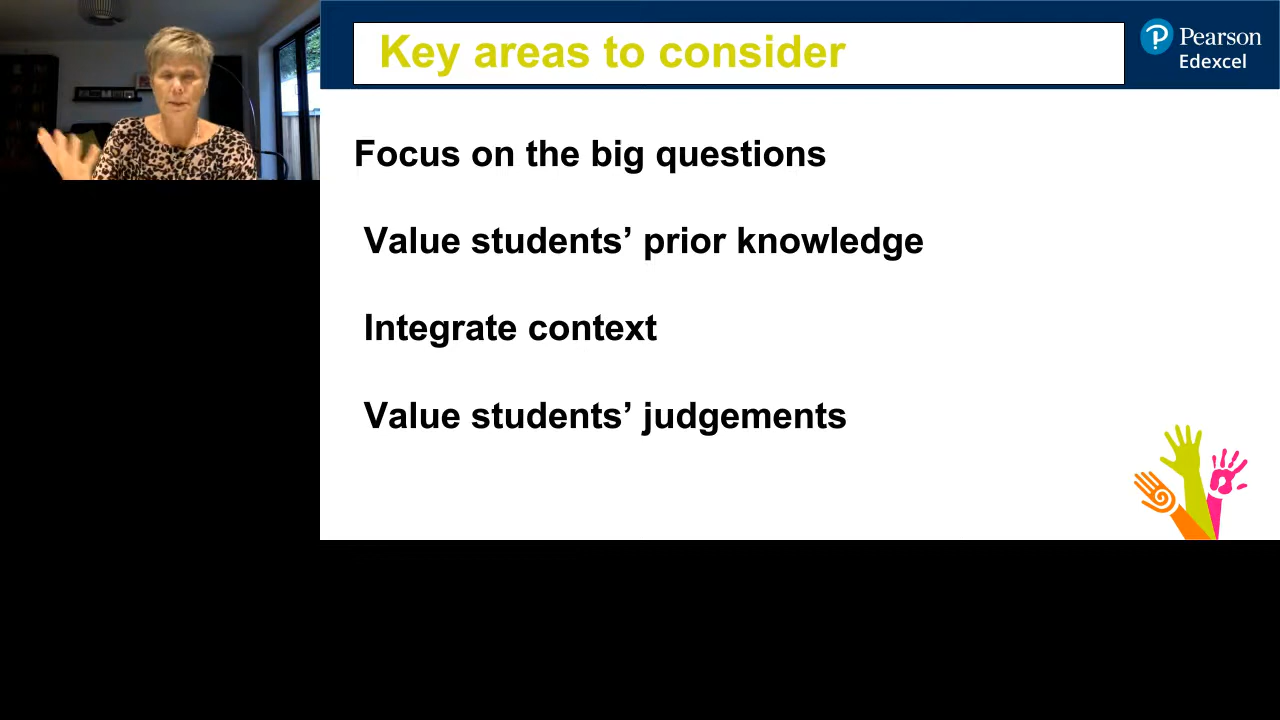 Key areas to consider
Pearson
Edexcel
Focus on the big questions
Value students’ prior knowledge
Integrate context
Value students’ judgements